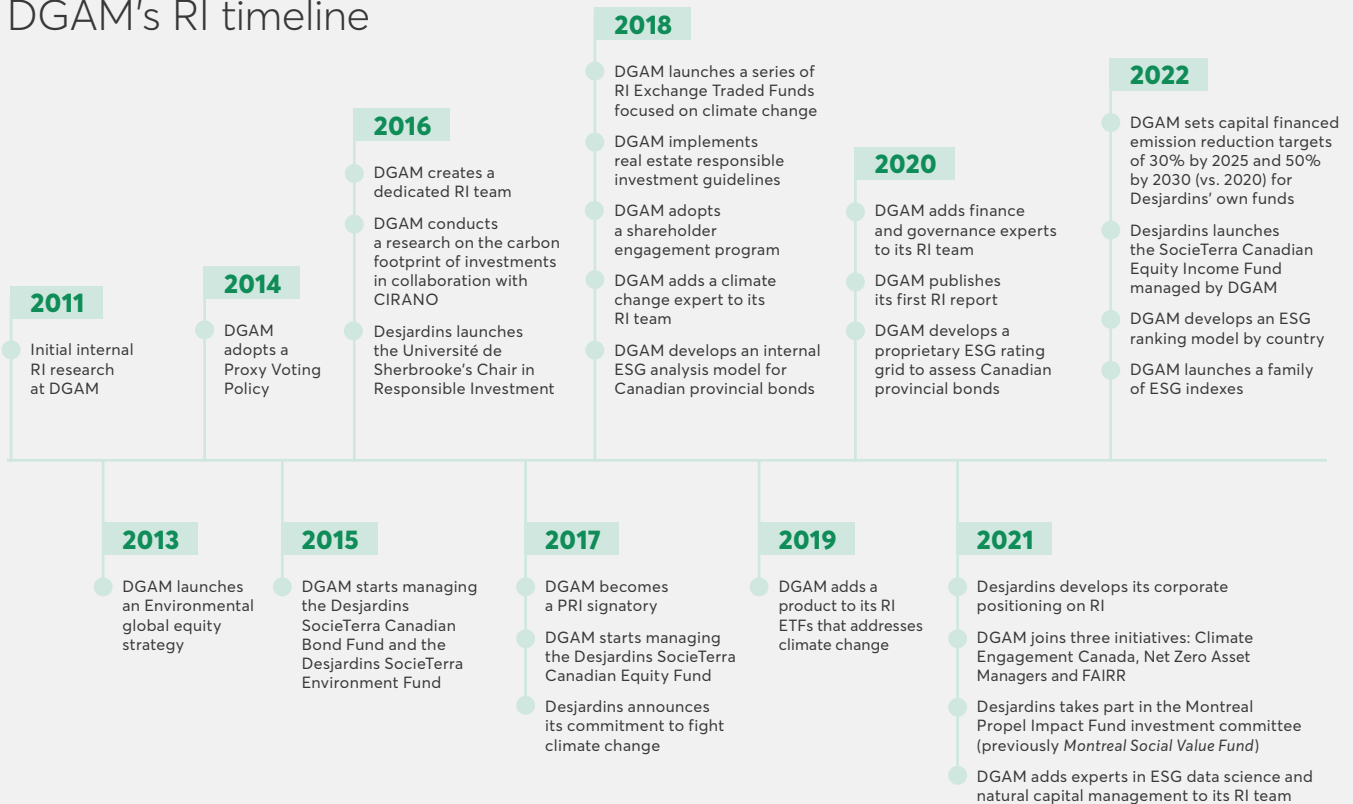 DGAM's RI timeline
2011
Initial internal
RI research
at DGAM
2013
DGAM launches
an Environmental
global equity
strategy
2014
DGAM
adopts a
Proxy Voting
Policy
2015
DGAM starts managing
the Desjardins
SocieTerra Canadian
Bond Fund and the
Desjardins SocieTerra
Environment Fund
2016
DGAM creates a
dedicated RI team
DGAM conducts
a research on the carbon
footprint of investments
in collaboration with
CIRANO
Desjardins launches
the Université de
Sherbrooke's Chair in
Responsible Investment
2017
DGAM becomes
a PRI signatory
DGAM starts managing
the Desjardins SocieTerra
Canadian Equity Fund
Desjardins announces
its commitment to fight
climate change
2018
DGAM launches a series of
RI Exchange Traded Funds
focused on climate change
DGAM implements
real estate responsible
investment guidelines
DGAM adopts
a shareholder
engagement program
DGAM adds a climate
change expert to its
RI team
DGAM develops an internal
ESG analysis model for
Canadian provincial bonds
2019
DGAM adds a
product to its RI
ETFs that addresses
climate change
2020
DGAM adds finance
and governance experts
to its RI team
DGAM publishes
its first RI report
DGAM develops a
proprietary ESG rating
grid to assess Canadian
provincial bonds
2021
Desjardins develops its corporate
positioning on RI
DGAM joins three initiatives: Climate
Engagement Canada, Net Zero Asset
Managers and FAIRR
Desjardins takes part in the Montreal
Propel Impact Fund investment committee
(previously Montreal Social Value Fund)
DGAM adds experts in ESG data science and
natural capital management to its RI team
2022
DGAM sets capital financed
emission reduction targets
of 30% by 2025 and 50%
by 2030 (vs. 2020) for
Desjardins' own funds
Desjardins launches
the SocieTerra Canadian
Equity Income Fund
managed by DGAM
DGAM develops an ESG
ranking model by country
DGAM launches a family
of ESG indexes